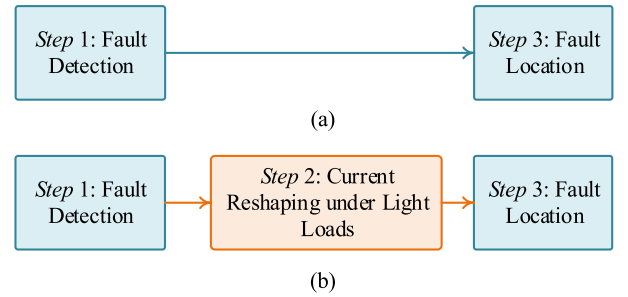 Step 1: Fault
Detection
Step 3: Fault
Location
(a)
Step 1: Fault
Detection
Step 2: Current
Reshaping under Light
Loads
Step 3: Fault
Location
(b)